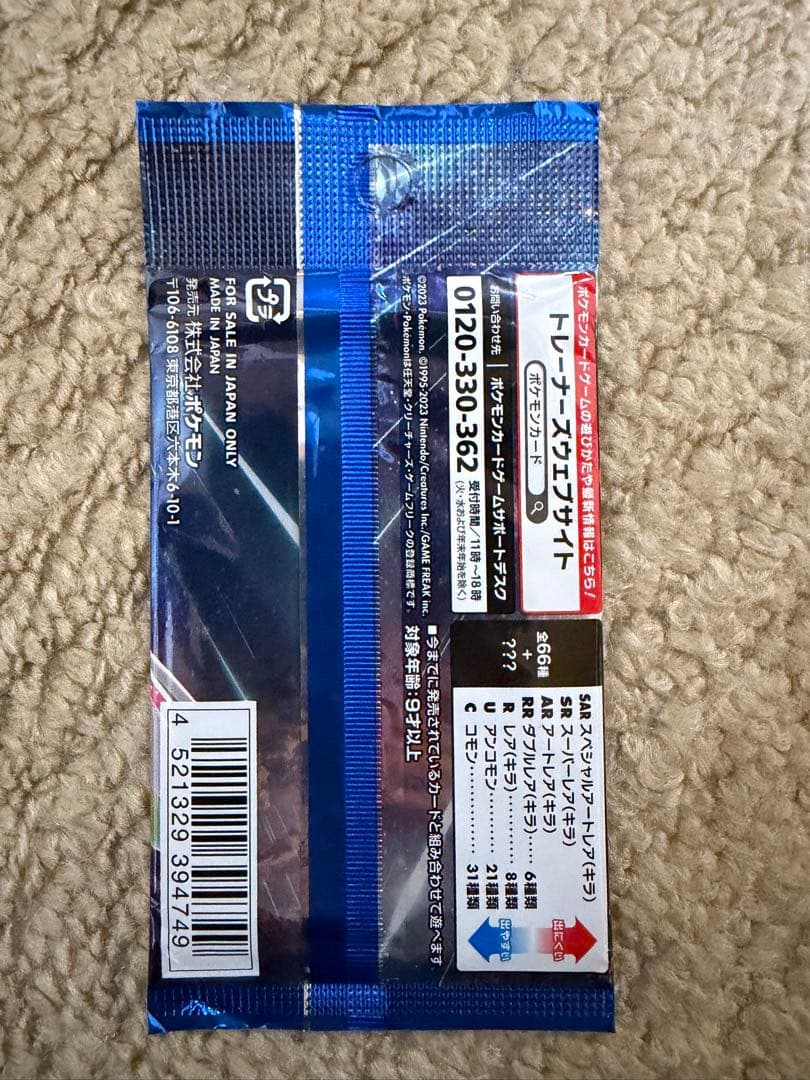 ポケモンカードゲームの遊びかたや最新情報はこちら!
トレーナーズウェブサイト
ポケモンカード
お問い合わせ先 | ポケモンカードゲームサポートデスク
0120-330-362 受付時間/11時~18時
(火・水および年末年始を除く)
©2023 Pokémon. ©1995-2023 Nintendo/Creatures Inc./GAME FREAK inc.
ポケモン・Pokémonは任天堂・クリーチャーズ・ゲームフリークの登録商標です。
SAR スペシャルアートレア(キラ)
SR スーパーレア(キラ)
AR アートレア(キラ)
RR ダブルレア(キラ)…… 6種類
R レア(キラ)………… 8種類
U アンコモン………… 21種類
C コモン……………… 31種類
全66種
+
???
出にくい
出やすい
■今までに発売されているカードと組み合わせて遊べます。
対象年齢:9才以上
プラ
FOR SALE IN JAPAN ONLY
MADE IN JAPAN
発売元 株式会社ポケモン
〒106-6108 東京都港区六本木6-10-1
4 521329 394749